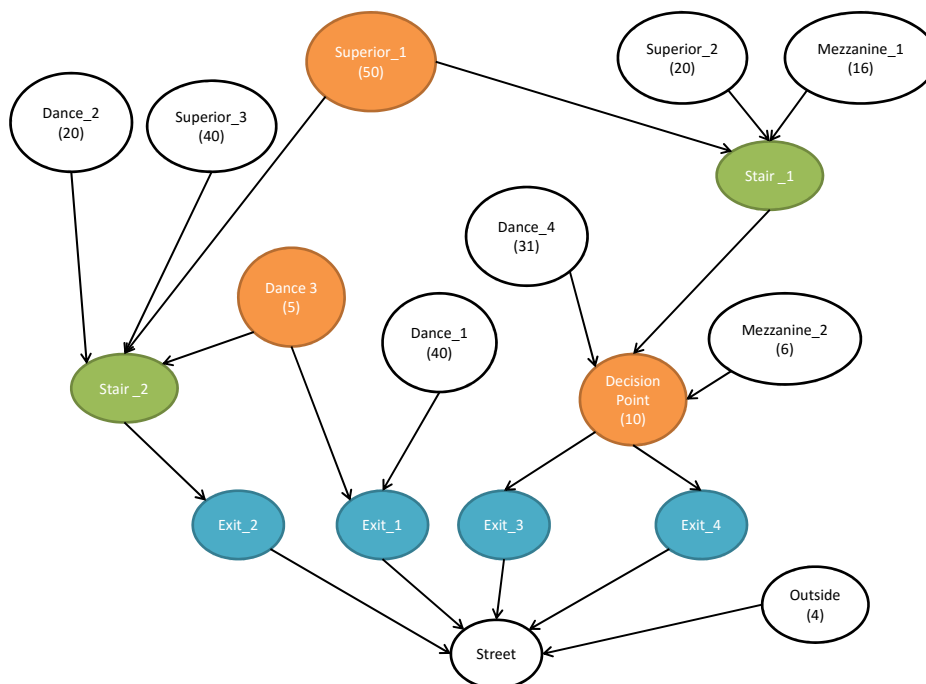 Superior_1
(50)
Superior_2
(20)
Mezzanine_1
(16)
Dance_2
(20)
Superior_3
(40)
Stair _1
Dance_4
(31)
Dance 3
(5)
Dance_1
(40)
Mezzanine_2
(6)
Stair _2
Decision
Point
(10)
Exit_2
Exit_1
Exit_3
Exit_4
Outside
(4)
Street